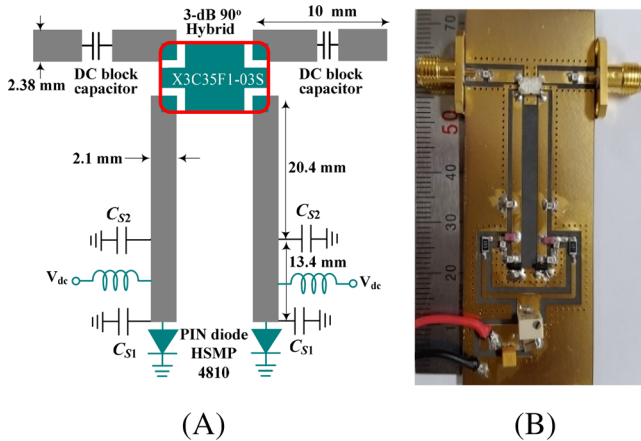 3-dB 90º
Hybrid
10 mm
DC block
capacitor
X3C35F1-03S
DC block
capacitor
2.38 mm
2.1 mm
20.4 mm
CS2
CS2
13.4 mm
Vdc
Vdc
CS1
PIN diode
HSMP
4810
CS1
50
40
30
20
(A)
(B)